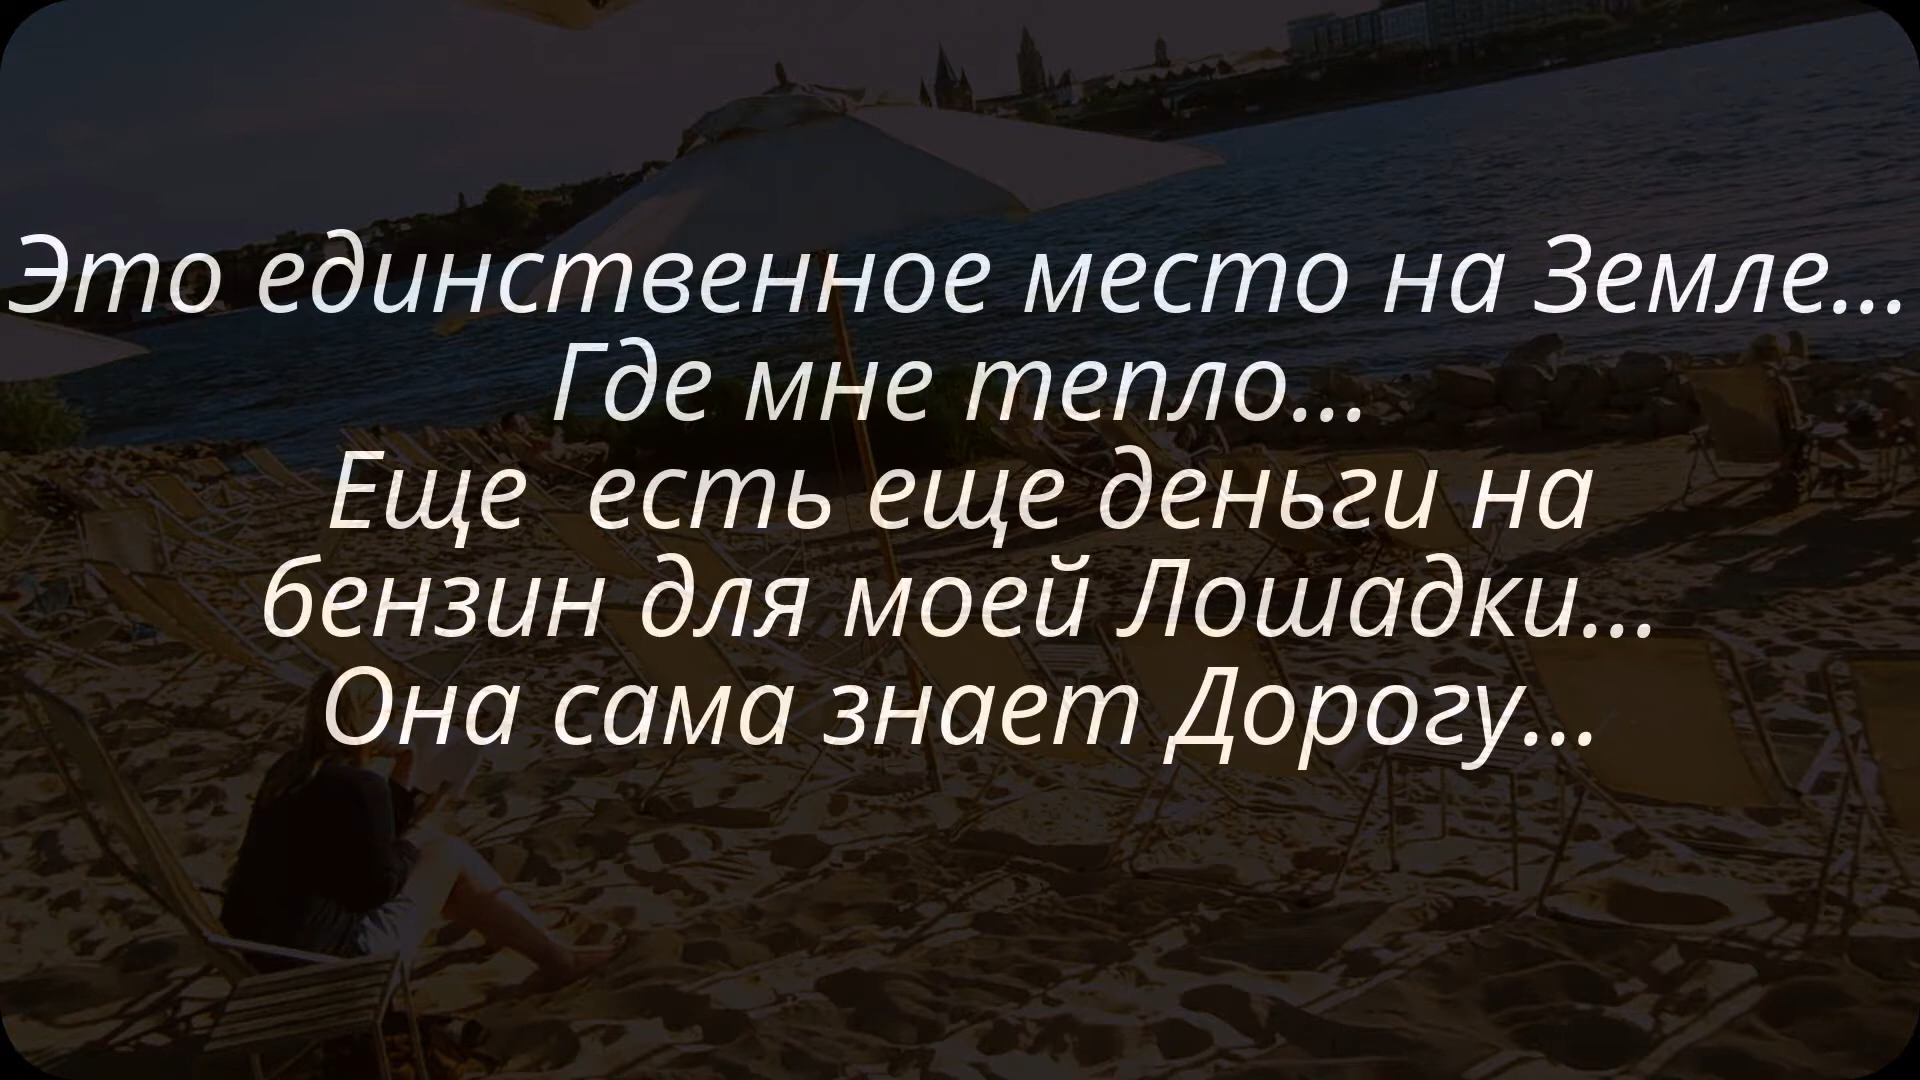 Это единственное место на Земле...
Где мне тепло...
Еще  есть еще деньги на
бензин для моей Лошадки...
Она сама знает Дорогу...